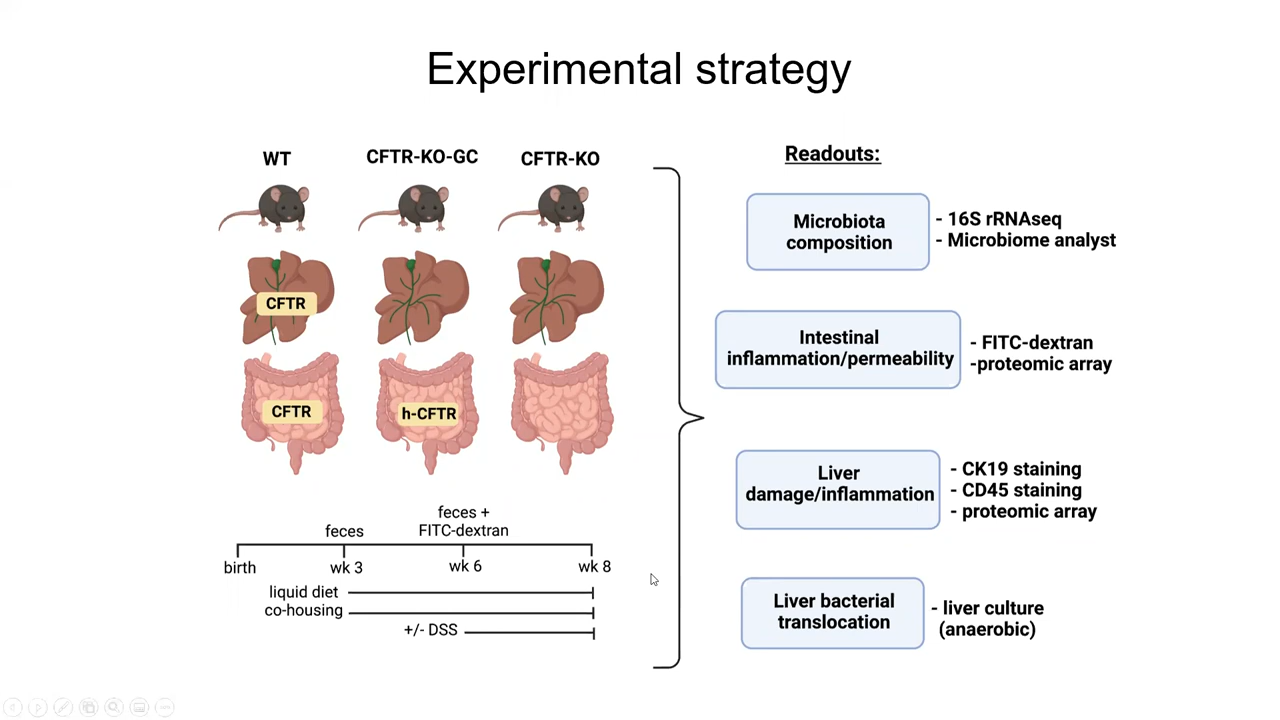 Experimental strategy
WT
CFTR-KO-GC
CFTR-KO
CFTR
CFTR
h-CFTR
feces
feces +
FITC-dextran
birth
wk 3
wk 6
wk 8
liquid diet
co-housing
+/- DSS
Readouts:
Microbiota
composition
- 16S rRNAseq
- Microbiome analyst
Intestinal
inflammation/permeability
- FITC-dextran
-proteomic array
Liver
damage/inflammation
- CK19 staining
- CD45 staining
- proteomic array
Liver bacterial
translocation
- liver culture
(anaerobic)